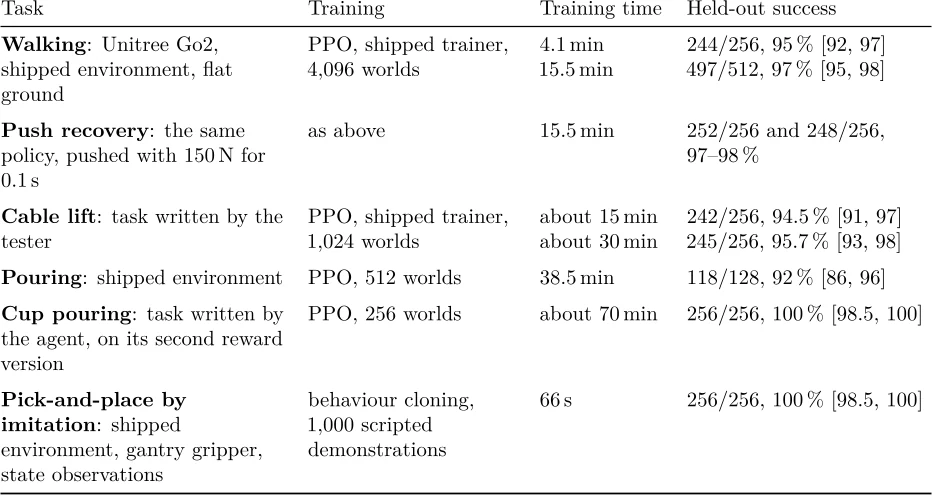 Task Training Training time Held-out success
Walking: Unitree Go2, PPO, shipped trainer, 4.1 min 244/256, 95 % [92, 97]
shipped environment, flat 4,096 worlds 15.5 min 497/512, 97 % [95, 98]
ground
Push recovery: the same as above 15.5 min 252/256 and 248/256,
policy, pushed with 150 N for 97–98 %
0.1 s
Cable lift: task written by the PPO, shipped trainer, about 15 min 242/256, 94.5 % [91, 97]
tester 1,024 worlds about 30 min 245/256, 95.7 % [93, 98]
Pouring: shipped environment PPO, 512 worlds 38.5 min 118/128, 92 % [86, 96]
Cup pouring: task written by PPO, 256 worlds about 70 min 256/256, 100 % [98.5, 100]
the agent, on its second reward
version
Pick-and-place by behaviour cloning, 66 s 256/256, 100 % [98.5, 100]
imitation: shipped 1,000 scripted
environment, gantry gripper, demonstrations
state observations